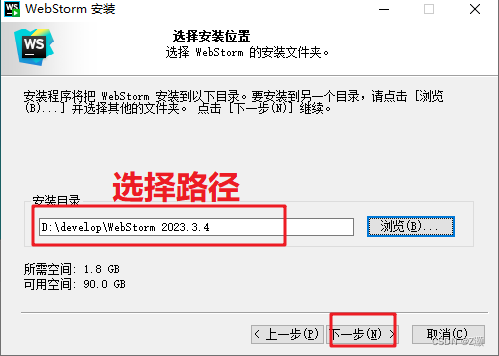 WebStorm 安装
WS
选择安装位置
选择 WebStorm 的安装文件夹。
安装程序将把 WebStorm 安装到以下目录。要安装到另一个目录，请点击 [浏览
(B)...] 并选择其他的文件夹。 点击 [下一步(N)] 继续。
选择路径
安装目录
D:\develop\WebStorm 2023.3.4
浏览(B)...
所需空间: 1.8 GB
可用空间: 90.0 GB
< 上一步(P) 下一步(N) > 取消(C)